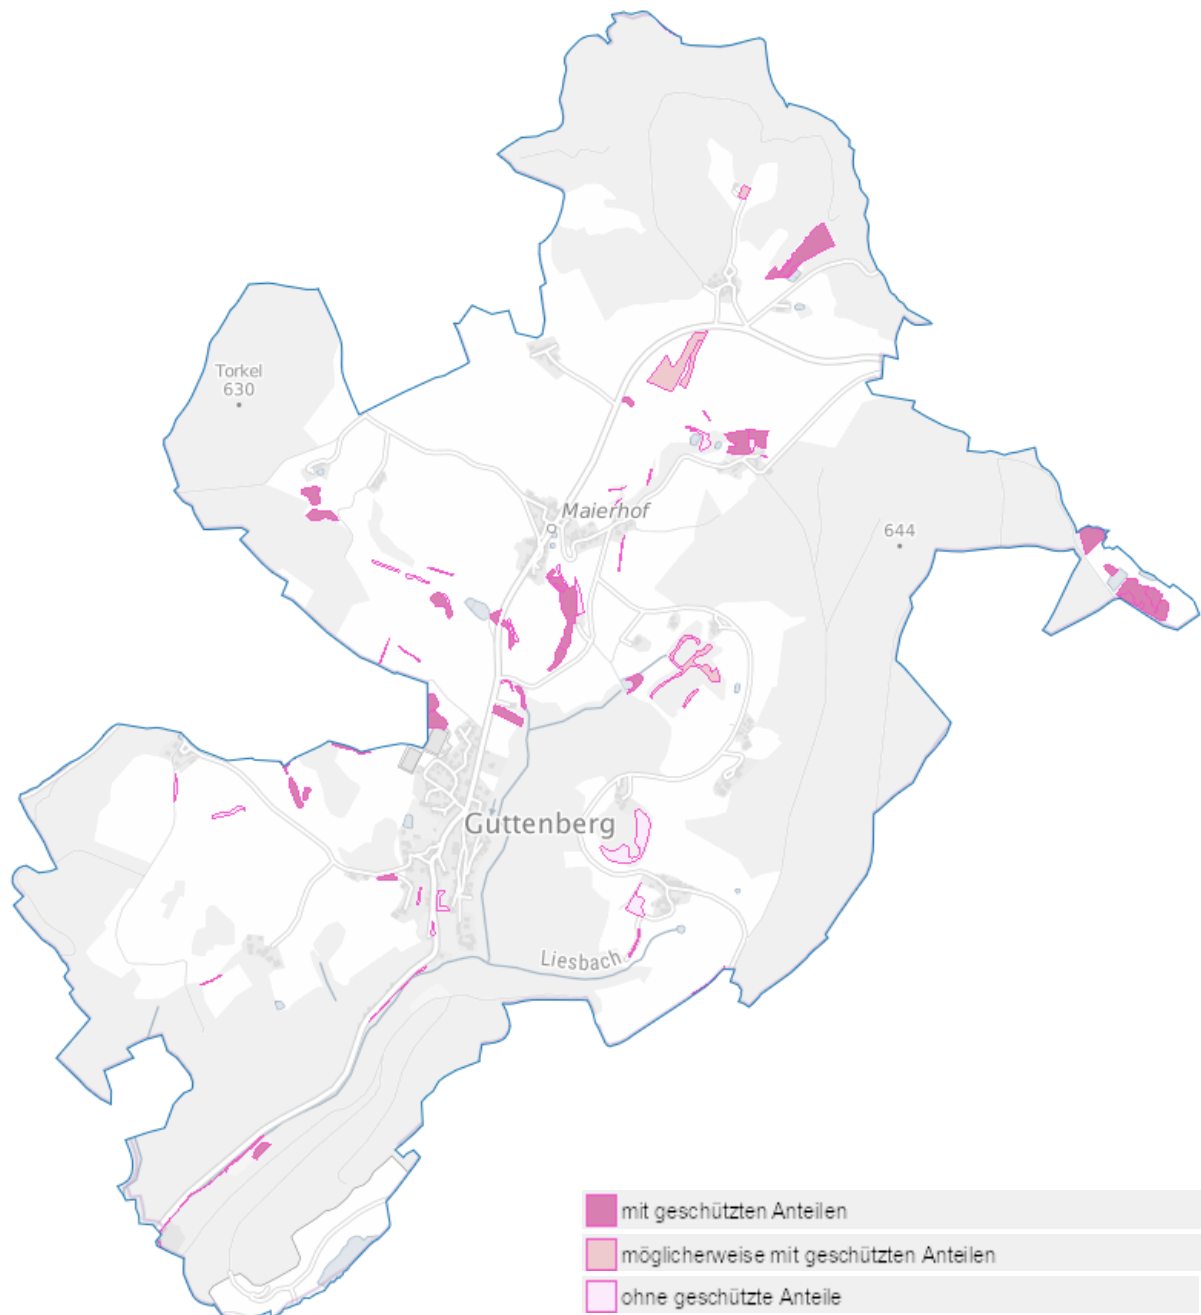 Torkel
630
Maierhof
644
Guttenberg
Liesbach
mit geschützten Anteilen
möglicherweise mit geschützten Anteilen
ohne geschützte Anteile